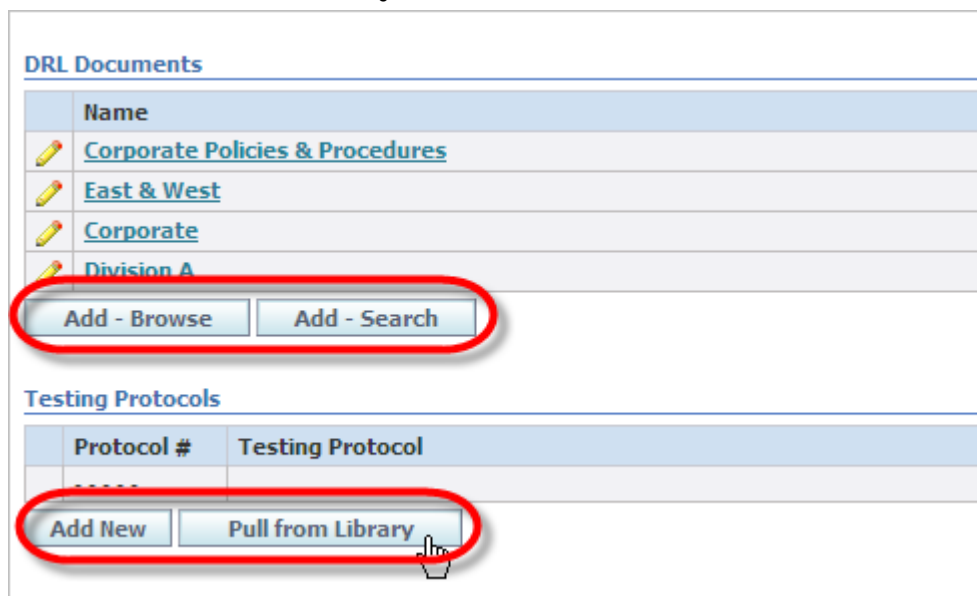 DRL Documents
Name
Corporate Policies & Procedures
East & West
Corporate
Division A
Add - Browse Add - Search
Testing Protocols
Protocol # Testing Protocol
Add New Pull from Library